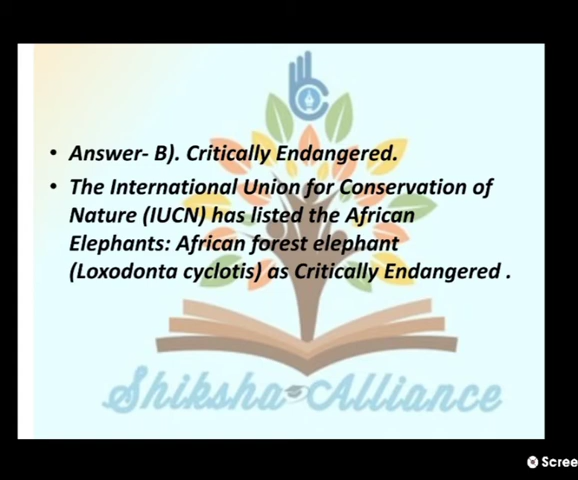 • Answer- B). Critically Endangered.
• The International Union for Conservation of
Nature (IUCN) has listed the African
Elephants: African forest elephant
(Loxodonta cyclotis) as Critically Endangered .
Shiksha Alliance
Scree